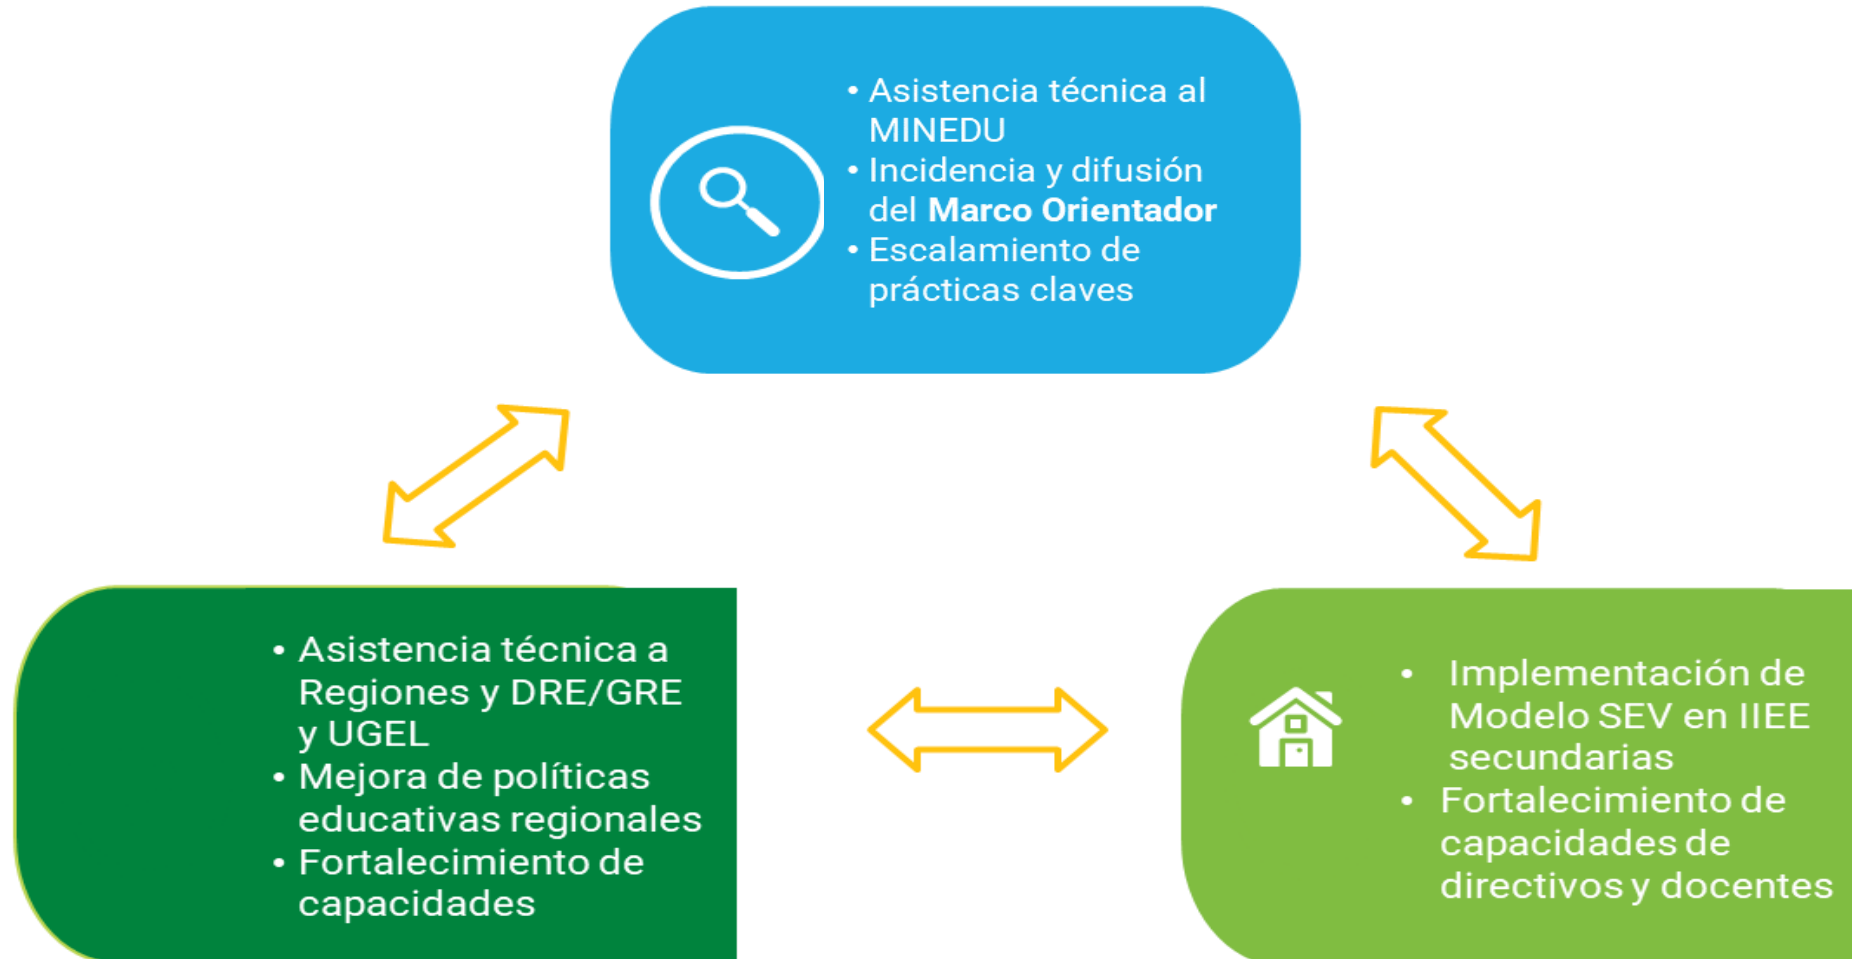 • Asistencia técnica al
MINEDU
• Incidencia y difusión
del Marco Orientador
• Escalamiento de
prácticas claves
• Asistencia técnica a
Regiones y DRE/GRE
y UGEL
• Mejora de políticas
educativas regionales
• Fortalecimiento de
capacidades
• Implementación de
Modelo SEV en IIEE
secundarias
• Fortalecimiento de
capacidades de
directivos y docentes